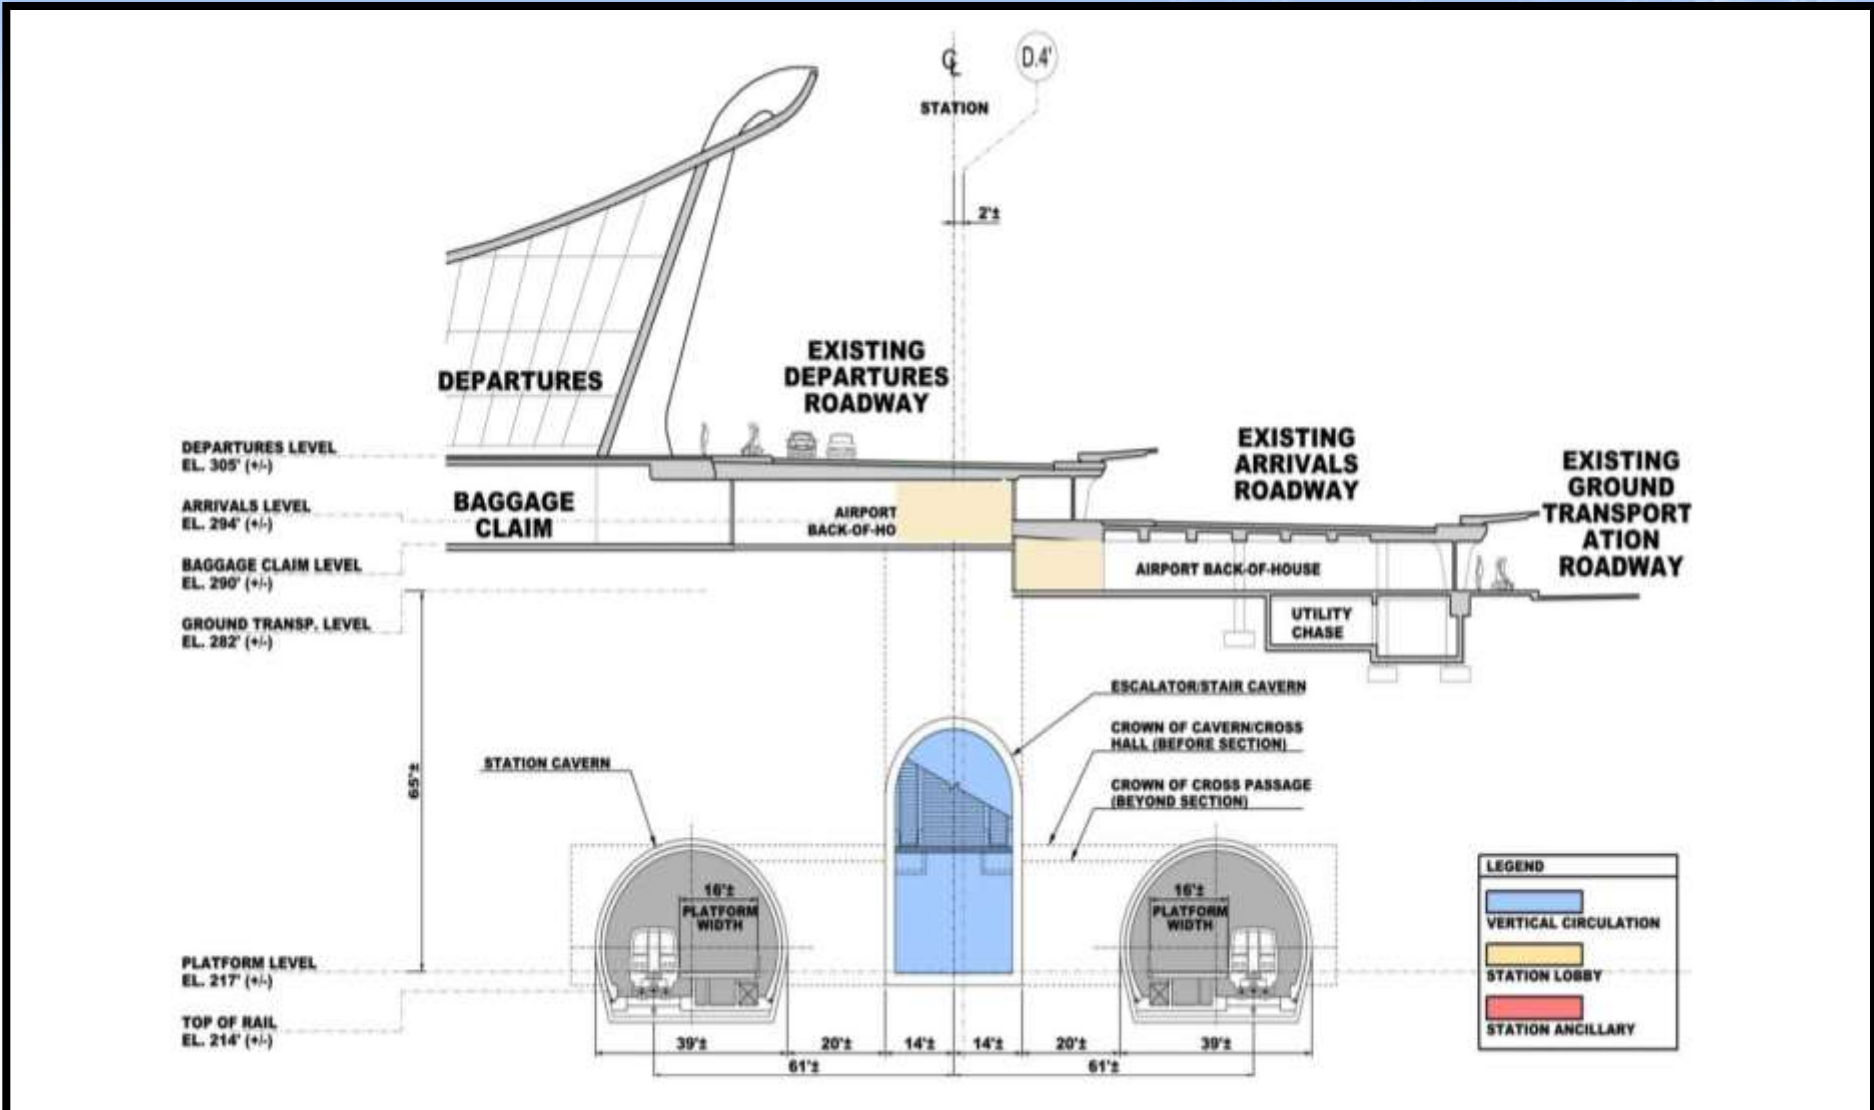 CL
D.4'
STATION
2'±
DEPARTURES
EXISTING
DEPARTURES
ROADWAY
EXISTING
ARRIVALS
ROADWAY
EXISTING
GROUND
TRANSPORT
ATION
ROADWAY
DEPARTURES LEVEL
EL. 305' (+/-)
ARRIVALS LEVEL
EL. 294' (+/-)
BAGGAGE CLAIM LEVEL
EL. 290' (+/-)
GROUND TRANSP. LEVEL
EL. 282' (+/-)
BAGGAGE
CLAIM
AIRPORT
BACK-OF-HO
AIRPORT BACK-OF-HOUSE
UTILITY
CHASE
65'±
ESCALATOR/STAIR CAVERN
CROWN OF CAVERN/CROSS
HALL (BEFORE SECTION)
CROWN OF CROSS PASSAGE
(BEYOND SECTION)
STATION CAVERN
16'±
PLATFORM
WIDTH
16'±
PLATFORM
WIDTH
PLATFORM LEVEL
EL. 217' (+/-)
TOP OF RAIL
EL. 214' (+/-)
39'±
20'±
14'±
14'±
20'±
39'±
61'±
61'±
LEGEND
VERTICAL CIRCULATION
STATION LOBBY
STATION ANCILLARY